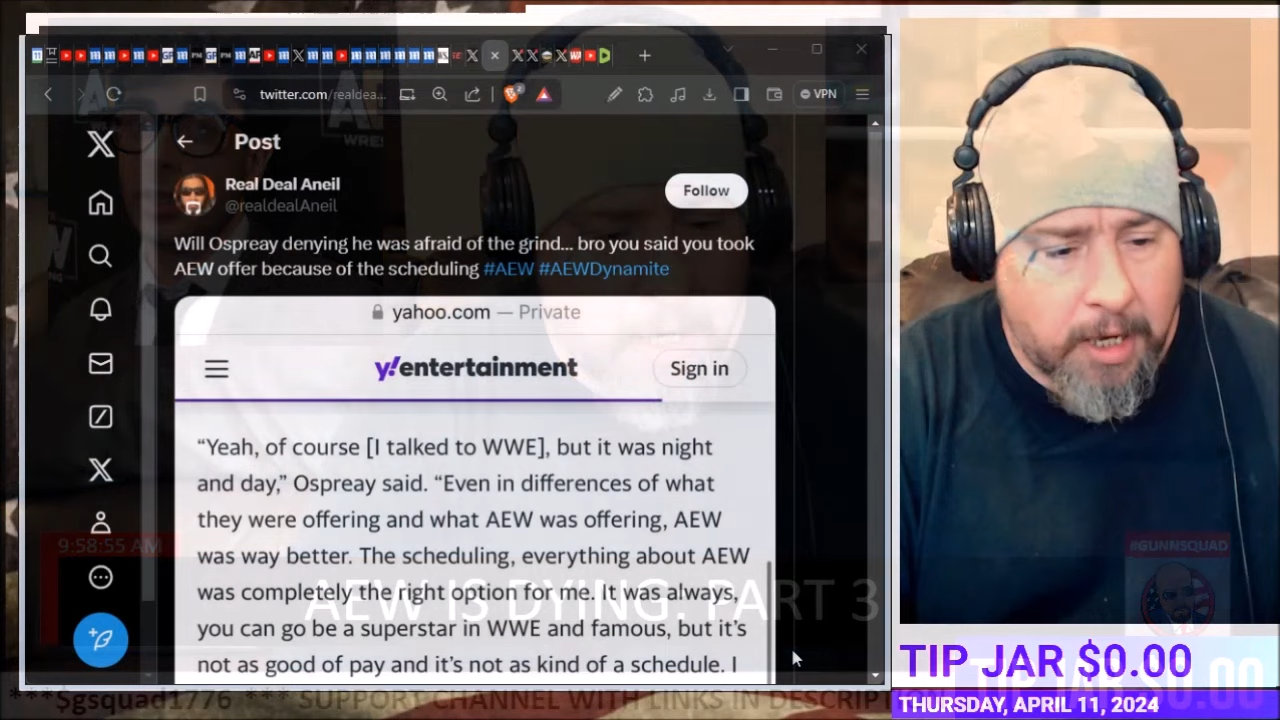 twitter.com/realdea...
VPN
Post
Real Deal Aneil
@realdealAneil
Follow
Will Ospreay denying he was afraid of the grind... bro you said you took
AEW offer because of the scheduling #AEW #AEWDynamite
yahoo.com — Private
y!entertainment
Sign in
“Yeah, of course [I talked to WWE], but it was night
and day,” Ospreay said. “Even in differences of what
they were offering and what AEW was offering, AEW
was way better. The scheduling, everything about AEW
was completely the right option for me. It was always,
you can go be a superstar in WWE and famous, but it’s
not as good of pay and it’s not as kind of a schedule. I
9:58:55 AM
AEW IS DYING. PART 3
#GUNNSQUAD
TIP JAR $0.00
***$gsquad1776 *** SUPPORT CHANNEL WITH LINKS IN DESCRIPTION
THURSDAY, APRIL 11, 2024